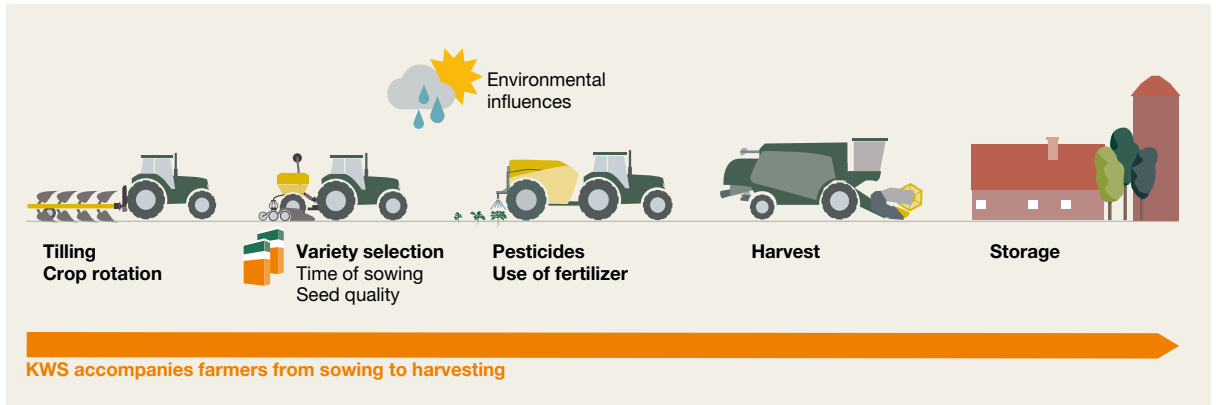 Environmental
influences
Tilling
Crop rotation
Variety selection
Time of sowing
Seed quality
Pesticides
Use of fertilizer
Harvest
Storage
KWS accompanies farmers from sowing to harvesting